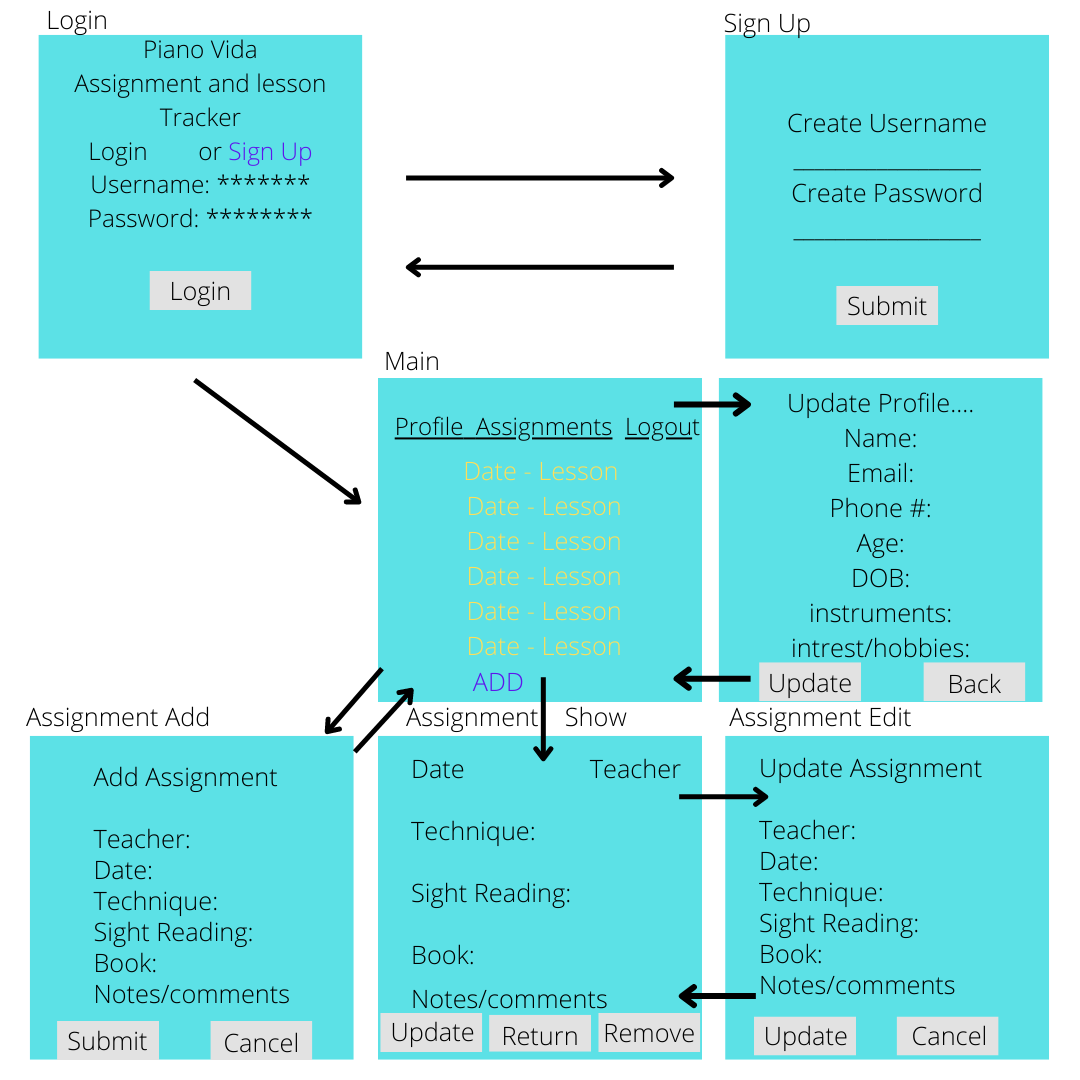 Login
Piano Vida
Assignment and lesson
Tracker
Login or Sign Up
Username: *******
Password: ********
Login
Sign Up
Create Username
_______________
Create Password
_______________
Submit
Main
Profile Assignments Logout
Date - Lesson
Date - Lesson
Date - Lesson
Date - Lesson
Date - Lesson
Date - Lesson
ADD
Update Profile....
Name:
Email:
Phone #:
Age:
DOB:
instruments:
intrest/hobbies:
Update Back
Assignment Add
Add Assignment
Teacher:
Date:
Technique:
Sight Reading:
Book:
Notes/comments
Submit Cancel
Assignment Show
Date Teacher
Technique:
Sight Reading:
Book:
Notes/comments
Update Return Remove
Assignment Edit
Update Assignment
Teacher:
Date:
Technique:
Sight Reading:
Book:
Notes/comments
Update Cancel